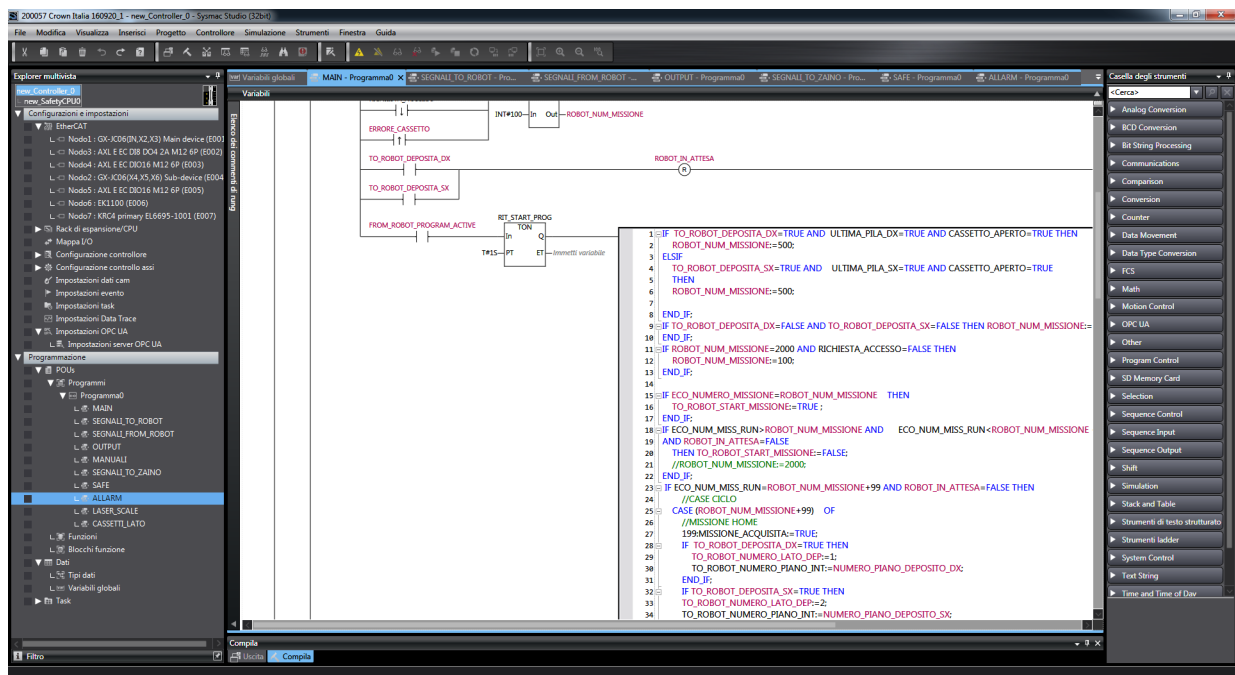 200057 Crown Italia 160920_1 - new_Controller_0 - Sysmac Studio (32bit)
File Modifica Visualizza Inserisci Progetto Controllore Simulazione Strumenti Finestra Guida
Explorer multivista
new_Controller_0
new_SafetyCPU0
Configurazioni e impostazioni
EtherCAT
Nodo1 : GX-JC06(IN,X2,X3) Main device (E001
Nodo3 : AXL E EC DI8 DO4 2A M12 6P (E002)
Nodo4 : AXL E EC DIO16 M12 6P (E003)
Nodo2 : GX-JC06(X4,X5,X6) Sub-device (E004
Nodo5 : AXL E EC DIO16 M12 6P (E005)
Nodo6 : EK1100 (E006)
Nodo7 : KRC4 primary EL6695-1001 (E007)
Rack di espansione/CPU
Mappa I/O
Configurazione controllore
Configurazione controllo assi
Impostazioni dati cam
Impostazioni evento
Impostazioni task
Impostazioni Data Trace
Impostazioni OPC UA
Impostazioni server OPC UA
Programmazione
POUs
Programmi
Programma0
MAIN
SEGNALI_TO_ROBOT
SEGNALI_FROM_ROBOT
OUTPUT
MANUALI
SEGNALI_TO_ZAINO
SAFE
ALLARM
LASER_SCALE
CASSETTI_LATO
Funzioni
Blocchi funzione
Dati
Tipi dati
Variabili globali
Task
Filtro
Variabili globali MAIN - Programma0 SEGNALI_TO_ROBOT - Pro... SEGNALI_FROM_ROBOT -... OUTPUT - Programma0 SEGNALI_TO_ZAINO - Pro... SAFE - Programma0 ALLARM - Programma0
Variabili
Elenco dei commenti di rung
INT#100 In Out ROBOT_NUM_MISSIONE
ERRORE_CASSETTO
TO_ROBOT_DEPOSITA_DX ROBOT_IN_ATTESA
R
TO_ROBOT_DEPOSITA_SX
FROM_ROBOT_PROGRAM_ACTIVE RIT_START_PROG
TON
In Q
T#1S PT ET Immetti variabile
1 IF TO_ROBOT_DEPOSITA_DX=TRUE AND ULTIMA_PILA_DX=TRUE AND CASSETTO_APERTO=TRUE THEN
2 ROBOT_NUM_MISSIONE:=500;
3 ELSIF
4 TO_ROBOT_DEPOSITA_SX=TRUE AND ULTIMA_PILA_SX=TRUE AND CASSETTO_APERTO=TRUE
5 THEN
6 ROBOT_NUM_MISSIONE:=500;
7
8 END_IF;
9 IF TO_ROBOT_DEPOSITA_DX=FALSE AND TO_ROBOT_DEPOSITA_SX=FALSE THEN ROBOT_NUM_MISSIONE:=
10 END_IF;
11 IF ROBOT_NUM_MISSIONE=2000 AND RICHIESTA_ACCESSO=FALSE THEN
12 ROBOT_NUM_MISSIONE:=100;
13 END_IF;
14
15 IF ECO_NUMERO_MISSIONE=ROBOT_NUM_MISSIONE THEN
16 TO_ROBOT_START_MISSIONE:=TRUE ;
17 END_IF;
18 IF ECO_NUM_MISS_RUN>ROBOT_NUM_MISSIONE AND ECO_NUM_MISS_RUN<ROBOT_NUM_MISSIONE
19 AND ROBOT_IN_ATTESA=FALSE
20 THEN TO_ROBOT_START_MISSIONE:=FALSE;
21 //ROBOT_NUM_MISSIONE:=2000;
22 END_IF;
23 IF ECO_NUM_MISS_RUN=ROBOT_NUM_MISSIONE+99 AND ROBOT_IN_ATTESA=FALSE THEN
24 //CASE CICLO
25 CASE (ROBOT_NUM_MISSIONE+99) OF
26 //MISSIONE HOME
27 199:MISSIONE_ACQUISITA:=TRUE;
28 IF TO_ROBOT_DEPOSITA_DX=TRUE THEN
29 TO_ROBOT_NUMERO_LATO_DEP:=1;
30 TO_ROBOT_NUMERO_PIANO_INT:=NUMERO_PIANO_DEPOSITO_DX;
31 END_IF;
32 IF TO_ROBOT_DEPOSITA_SX=TRUE THEN
33 TO_ROBOT_NUMERO_LATO_DEP:=2;
34 TO_ROBOT_NUMERO_PIANO_INT:=NUMERO_PIANO_DEPOSITO_SX;
Compila
Uscita Compila
Casella degli strumenti
<Cerca>
Analog Conversion
BCD Conversion
Bit String Processing
Communications
Comparison
Conversion
Counter
Data Movement
Data Type Conversion
FCS
Math
Motion Control
OPC UA
Other
Program Control
SD Memory Card
Selection
Sequence Control
Sequence Input
Sequence Output
Shift
Simulation
Stack and Table
Strumenti di testo strutturato
Strumenti ladder
System Control
Text String
Time and Time of Day